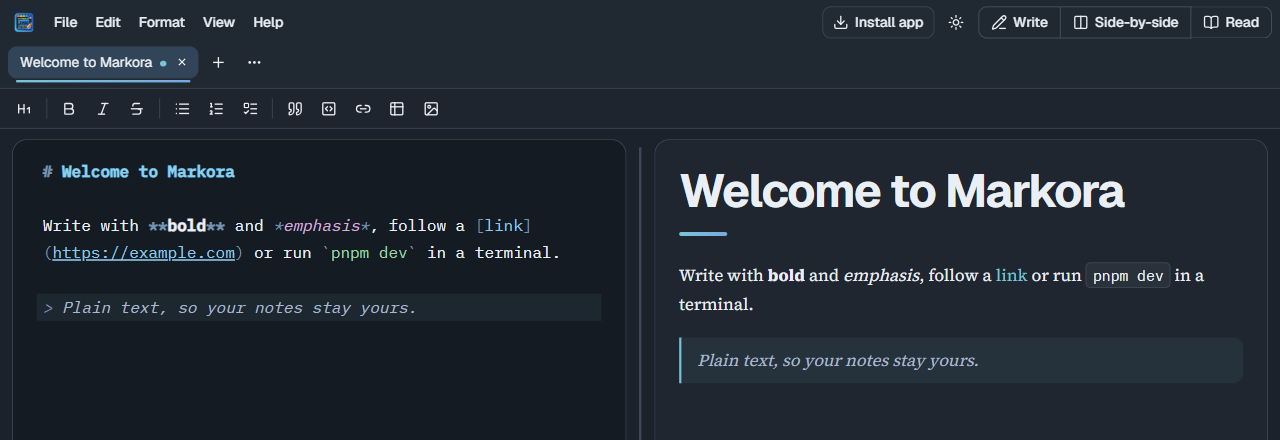 File Edit Format View Help
Install app
Write
Side-by-side
Read
Welcome to Markora
H1
B I S
# Welcome to Markora
Write with **bold** and *emphasis*, follow a [link]
(https://example.com) or run `pnpm dev` in a terminal.
> Plain text, so your notes stay yours.
Welcome to Markora
Write with bold and emphasis, follow a link or run pnpm dev in a
terminal.
Plain text, so your notes stay yours.